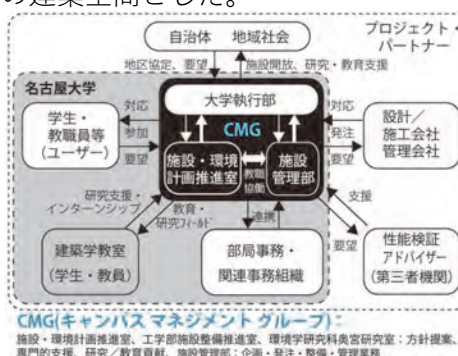 の建築空間とした。
プロジェクト・
パートナー
自治体 地域社会
地区協定、要望
施設開放、研究・教育支援
名古屋大学
大学執行部
学生・
教職員等
(ユーザー)
対応
参加
要望
CMG
施設・環境
計画推進室
教職
協働
施設
管理部
対応
発注
要望
設計/
施工会社
管理会社
研究支援・
インターンシップ
教育・
研究フィールド
連携
支援
要望
建築学教室
(学生・教員)
部局事務・
関連事務組織
性能検証
アドバイザー
(第三者機関)
CMG(キャンパス マネジメント グループ):
施設・環境計画推進室、工学部施設整備推進室、環境学研究科奥宮研究室:方針提案、
専門的支援、研究/教育貢献、施設管理部:企画・発注・整備・管理業務